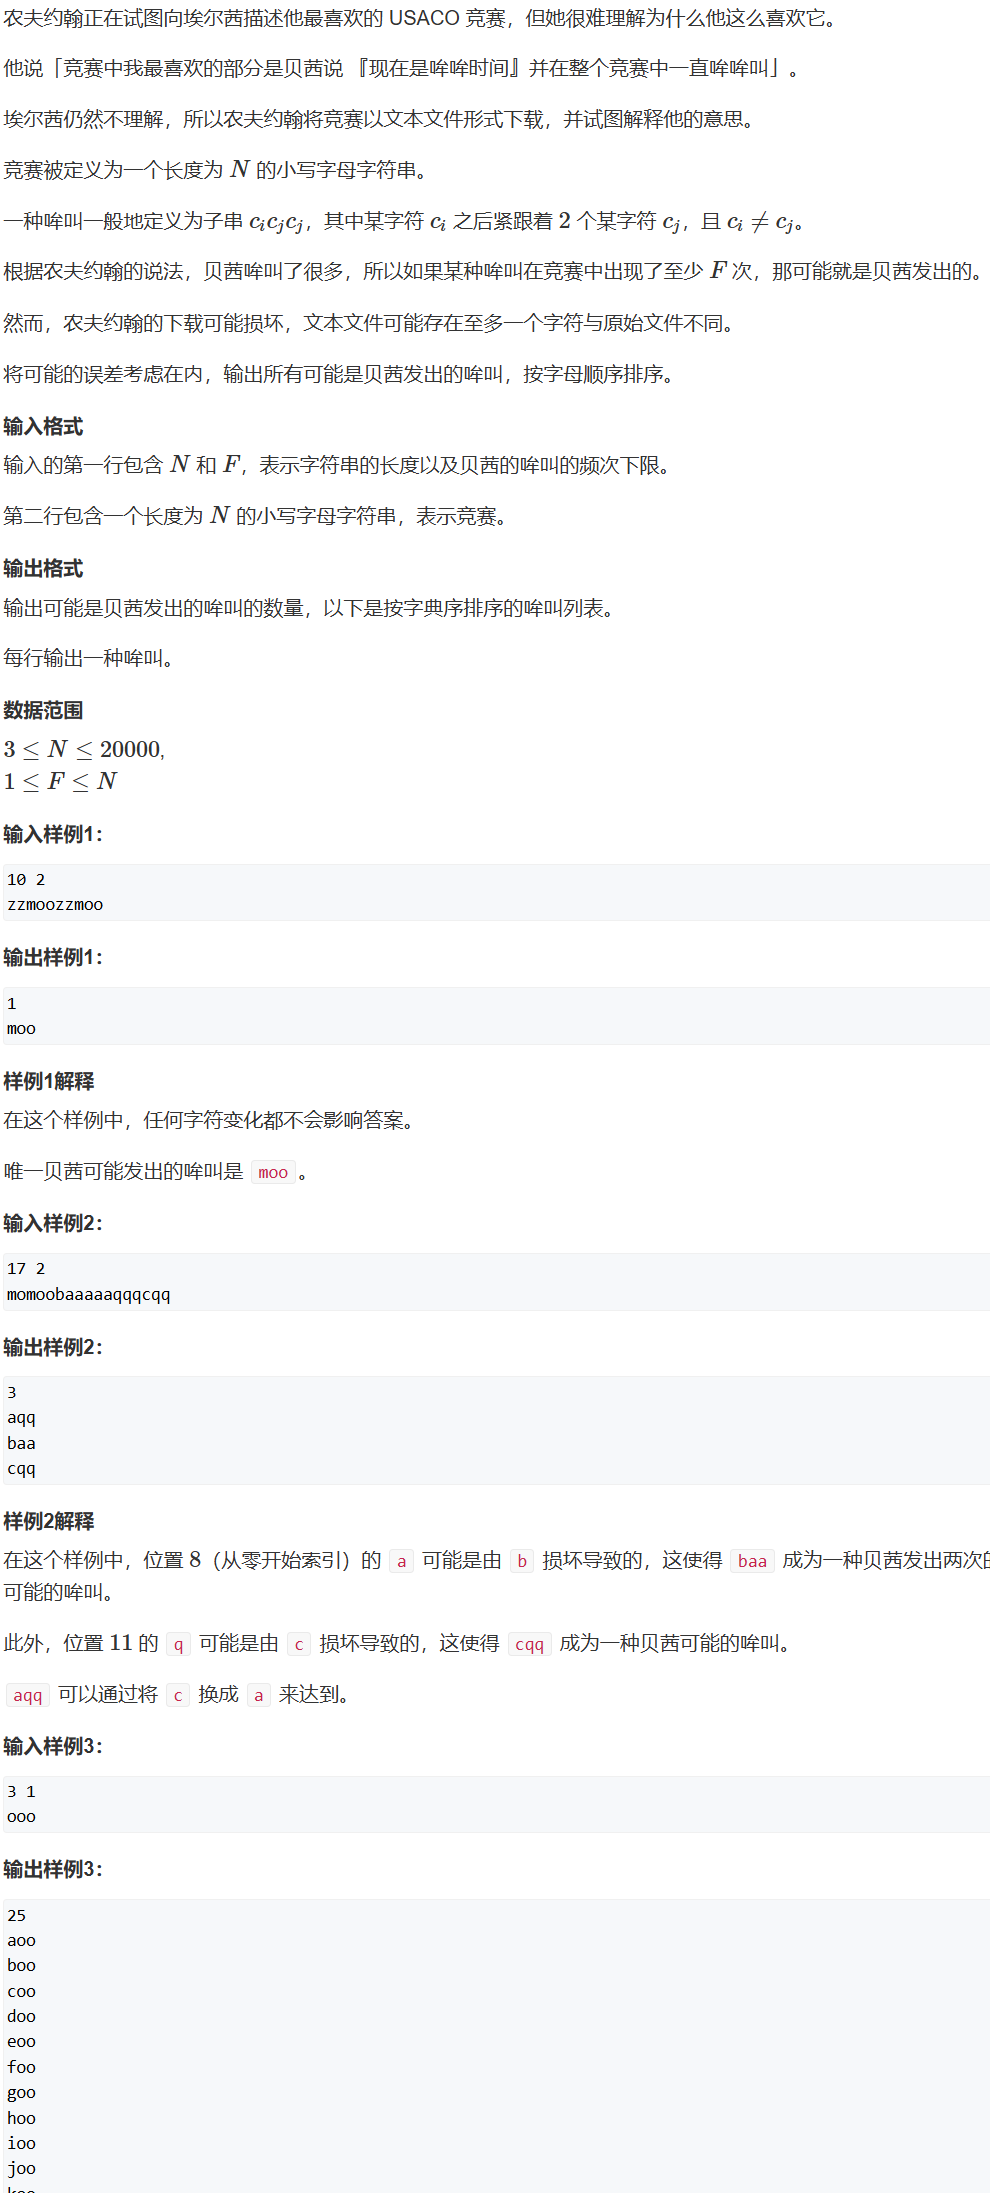 农夫约翰正在试图向埃尔茜描述他最喜欢的 USACO 竞赛，但她很难理解为什么他这么喜欢它。
他说「竞赛中我最喜欢的部分是贝茜说 『现在是哞哞时间』并在整个竞赛中一直哞哞叫」。
埃尔茜仍然不理解，所以农夫约翰将竞赛以文本文件形式下载，并试图解释他的意思。
竞赛被定义为一个长度为 N 的小写字母字符串。
一种哞叫一般地定义为子串 c_i c_j c_j，其中某字符 c_i 之后紧跟着 2 个某字符 c_j，且 c_i ≠ c_j。
根据农夫约翰的说法，贝茜哞叫了很多，所以如果某种哞叫在竞赛中出现了至少 F 次，那可能就是贝茜发出的。
然而，农夫约翰的下载可能损坏，文本文件可能存在至多一个字符与原始文件不同。
将可能的误差考虑在内，输出所有可能是贝茜发出的哞叫，按字母顺序排序。
输入格式
输入的第一行包含 N 和 F，表示字符串的长度以及贝茜的哞叫的频次下限。
第二行包含一个长度为 N 的小写字母字符串，表示竞赛。
输出格式
输出可能是贝茜发出的哞叫的数量，以下是按字典序排序的哞叫列表。
每行输出一种哞叫。
数据范围
3 ≤ N ≤ 20000,
1 ≤ F ≤ N
输入样例1：
10 2
zzmoozzmoo
输出样例1：
1
moo
样例1解释
在这个样例中，任何字符变化都不会影响答案。
唯一贝茜可能发出的哞叫是 moo 。
输入样例2：
17 2
momoobaaaaaqqqcqq
输出样例2：
3
aqq
baa
cqq
样例2解释
在这个样例中，位置 8（从零开始索引）的 a 可能是由 b 损坏导致的，这使得 baa 成为一种贝茜发出两次的
可能的哞叫。
此外，位置 11 的 q 可能是由 c 损坏导致的，这使得 cqq 成为一种贝茜可能的哞叫。
aqq 可以通过将 c 换成 a 来达到。
输入样例3：
3 1
ooo
输出样例3：
25
aoo
boo
coo
doo
eoo
foo
goo
hoo
ioo
joo